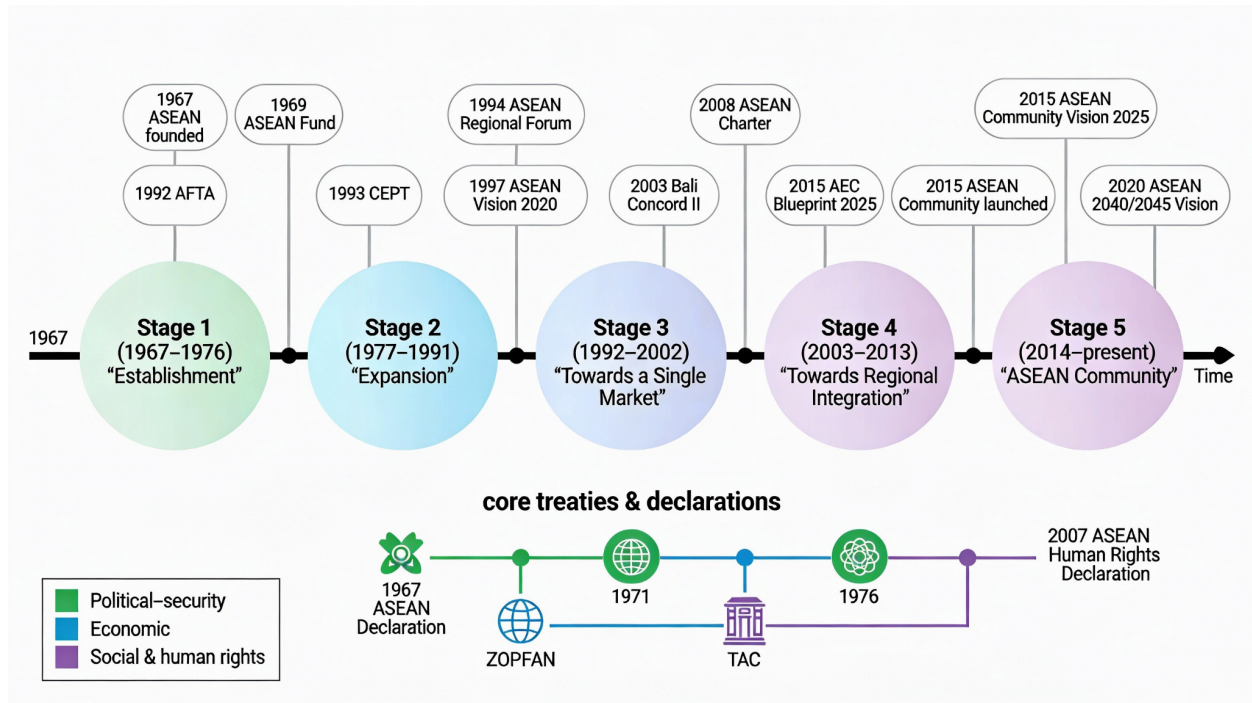 1967
ASEAN
founded
1969
ASEAN Fund
1994 ASEAN
Regional Forum
2008 ASEAN
Charter
2015 ASEAN
Community Vision 2025
1992 AFTA
1993 CEPT
1997 ASEAN
Vision 2020
2003 Bali
Concord II
2015 AEC
Blueprint 2025
2015 ASEAN
Community launched
2020 ASEAN
2040/2045 Vision
1967
Stage 1
(1967–1976)
“Establishment”
Stage 2
(1977–1991)
“Expansion”
Stage 3
(1992–2002)
“Towards a Single
Market”
Stage 4
(2003–2013)
“Towards Regional
Integration”
Stage 5
(2014–present)
“ASEAN Community”
Time
core treaties & declarations
1967
ASEAN
Declaration
ZOPFAN
1971
TAC
1976
2007 ASEAN
Human Rights
Declaration
Political–security
Economic
Social & human rights